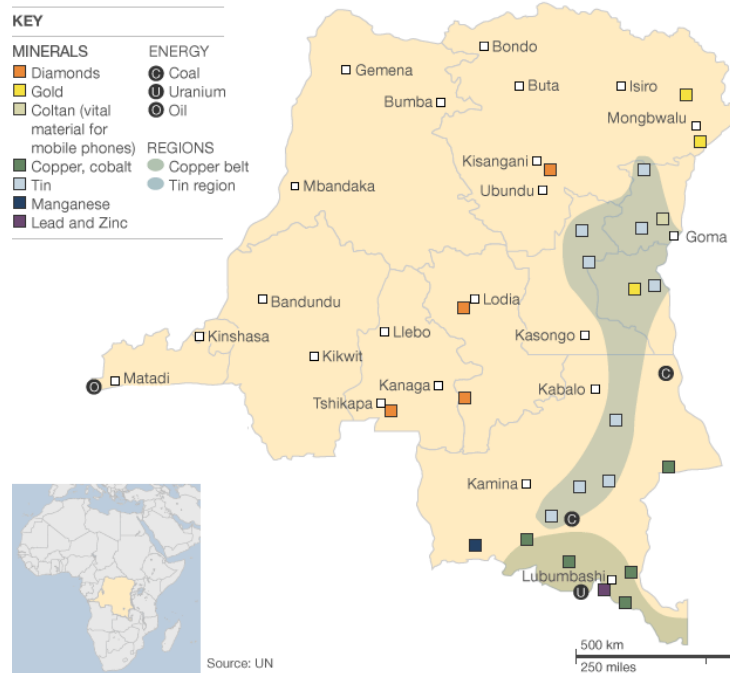 KEY
MINERALS
Diamonds
Gold
Coltan (vital
material for
mobile phones)
Copper, cobalt
Tin
Manganese
Lead and Zinc
ENERGY
C Coal
U Uranium
O Oil
REGIONS
Copper belt
Tin region
Bondo
Gemena
Buta
Isiro
Bumba
Mongbwalu
Kisangani
Mbandaka
Ubundu
Goma
Bandundu
Lodia
Kinshasa
Llebo
Kasongo
Kikwit
C
O
Matadi
Kanaga
Kabalo
Tshikapa
Kamina
C
Lubumbashi
U
500 km
250 miles
Source: UN